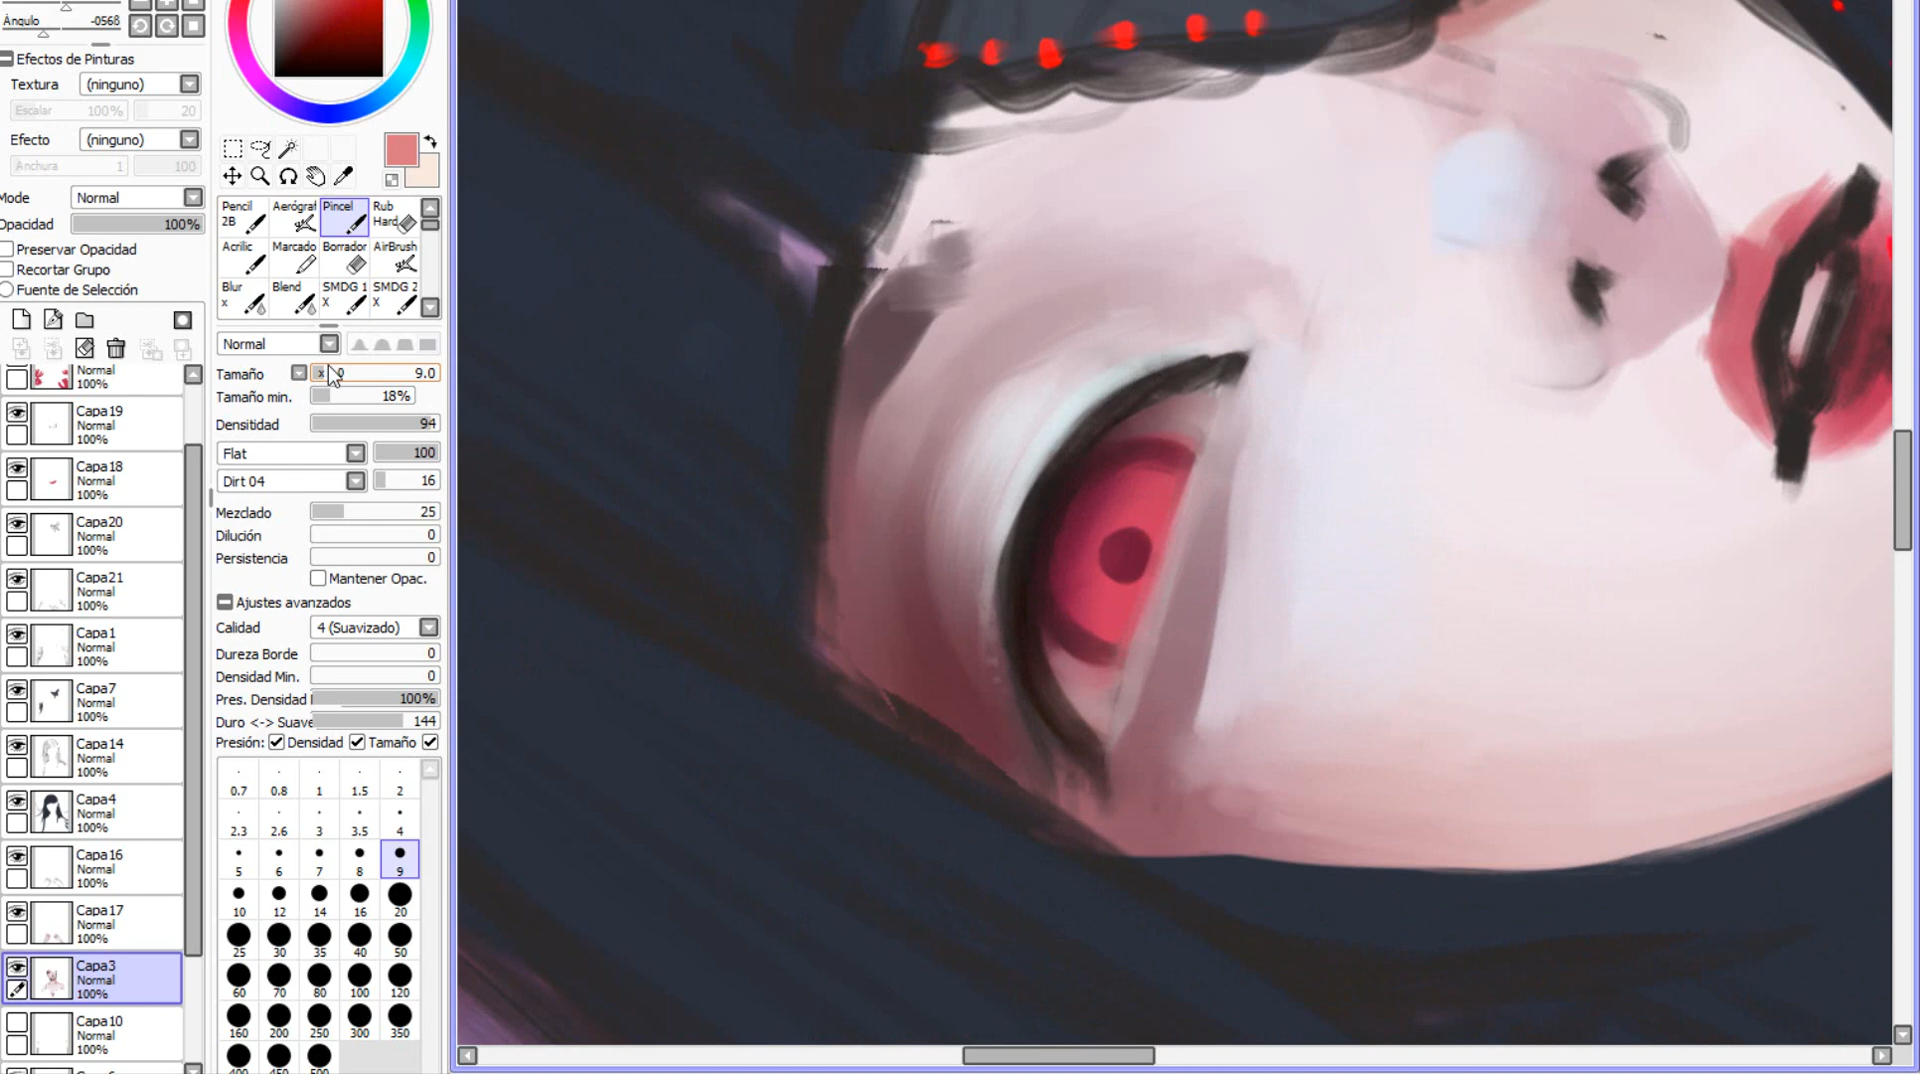 Ángulo -0568
Efectos de Pinturas
Textura (ninguno)
Escalar 100% 20
Efecto (ninguno)
Anchura 1 100
Mode Normal
Opacidad 100%
Preservar Opacidad
Recortar Grupo
Fuente de Selección
Normal
100%
Capa19
Normal
100%
Capa18
Normal
100%
Capa20
Normal
100%
Capa21
Normal
100%
Capa1
Normal
100%
Capa7
Normal
100%
Capa14
Normal
100%
Capa4
Normal
100%
Capa16
Normal
100%
Capa17
Normal
100%
Capa3
Normal
100%
Capa10
Normal
100%
Pencil 2B
Aerógraf
Pincel
Rub Hard
Acrilic
Marcado
Borrador
AirBrush
Blur x
Blend
SMDG 1 X
SMDG 2 X
Normal
Tamaño 9.0
Tamaño min. 18%
Densitidad 94
Flat 100
Dirt 04 16
Mezclado 25
Dilución 0
Persistencia 0
Mantener Opac.
Ajustes avanzados
Calidad 4 (Suavizado)
Dureza Borde 0
Densidad Min. 0
Pres. Densidad 100%
Duro <-> Suave 144
Presión: Densidad Tamaño
0.7 0.8 1 1.5 2
2.3 2.6 3 3.5 4
5 6 7 8 9
10 12 14 16 20
25 30 35 40 50
60 70 80 100 120
160 200 250 300 350
400 450 500